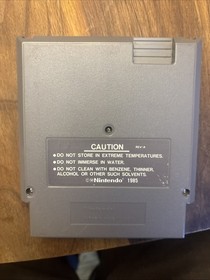 CAUTION
• DO NOT STORE IN EXTREME TEMPERATURES.
• DO NOT IMMERSE IN WATER.
• DO NOT CLEAN WITH BENZENE, THINNER,
ALCOHOL OR OTHER SUCH SOLVENTS.
Nintendo 1985